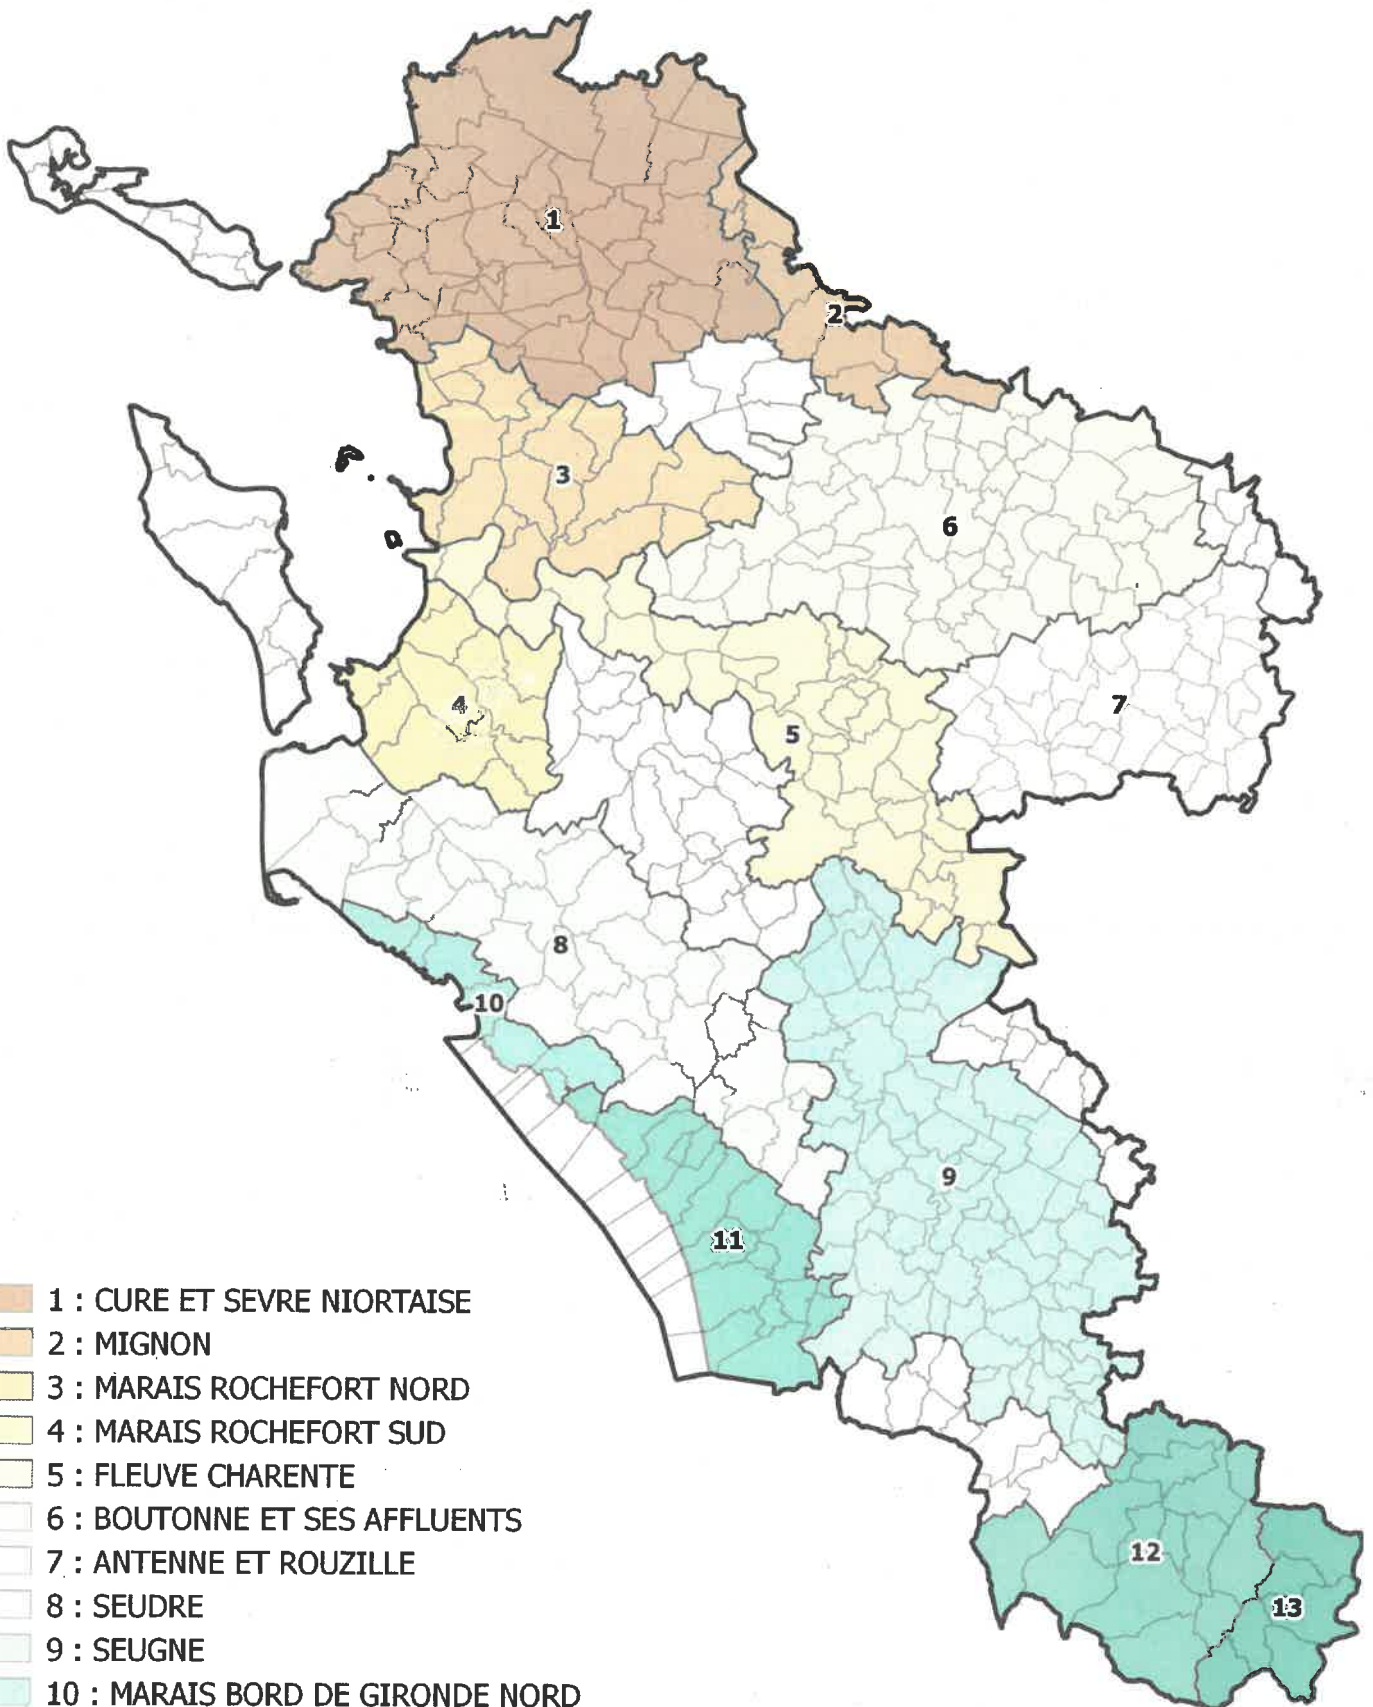 1
2
3
6
7
4
5
8
10
9
11
12
13
1 : CURE ET SEVRE NIORTAISE
2 : MIGNON
3 : MARAIS ROCHEFORT NORD
4 : MARAIS ROCHEFORT SUD
5 : FLEUVE CHARENTE
6 : BOUTONNE ET SES AFFLUENTS
7 : ANTENNE ET ROUZILLE
8 : SEUDRE
9 : SEUGNE
10 : MARAIS BORD DE GIRONDE NORD